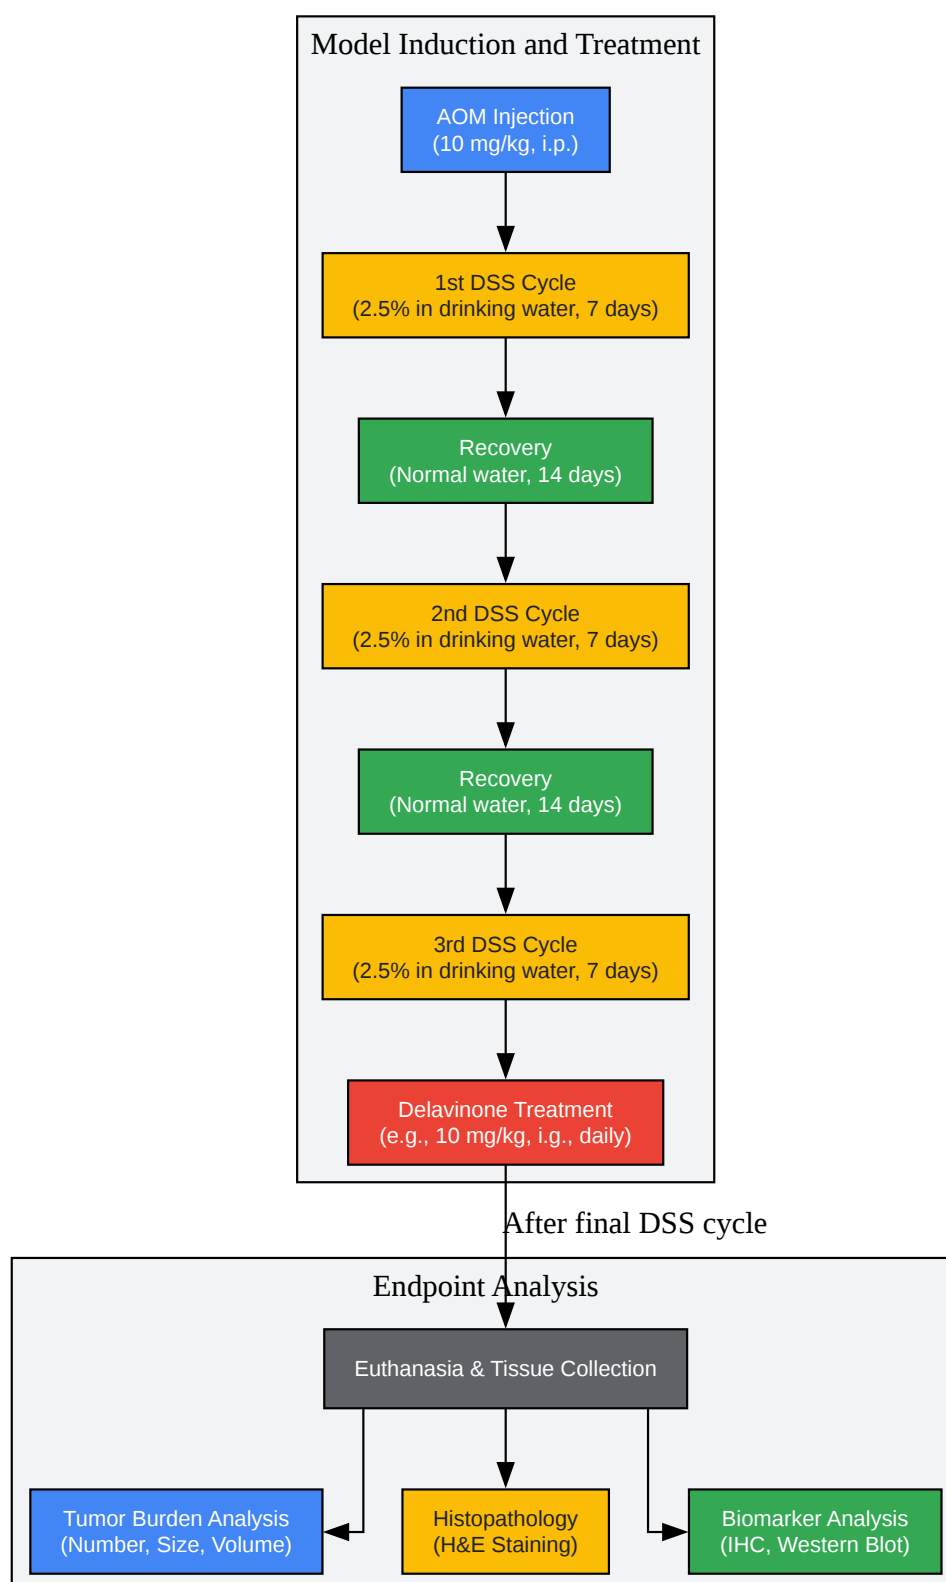 Model Induction and Treatment
AOM Injection
(10 mg/kg, i.p.)
1st DSS Cycle
(2.5% in drinking water, 7 days)
Recovery
(Normal water, 14 days)
2nd DSS Cycle
(2.5% in drinking water, 7 days)
Recovery
(Normal water, 14 days)
3rd DSS Cycle
(2.5% in drinking water, 7 days)
Delavinone Treatment
(e.g., 10 mg/kg, i.g., daily)
After final DSS cycle
Endpoint Analysis
Euthanasia & Tissue Collection
Tumor Burden Analysis
(Number, Size, Volume)
Histopathology
(H&E Staining)
Biomarker Analysis
(IHC, Western Blot)